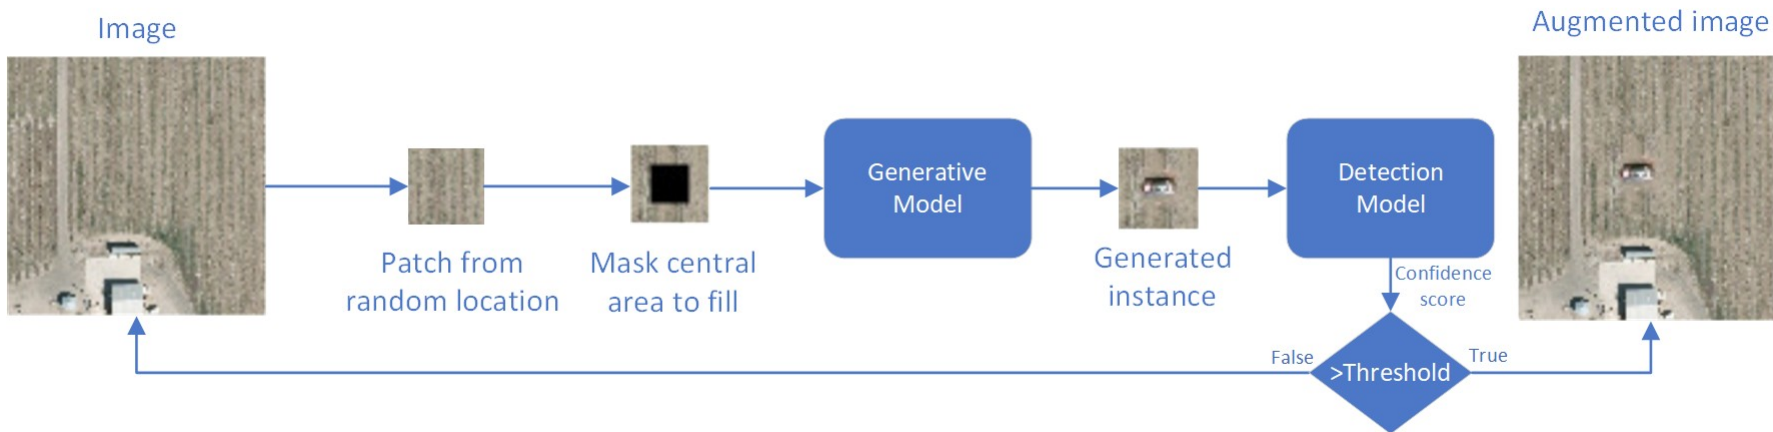 Image
Augmented image
Patch from
random location
Mask central
area to fill
Generative
Model
Generated
instance
Detection
Model
Confidence
score
False
>Threshold
True